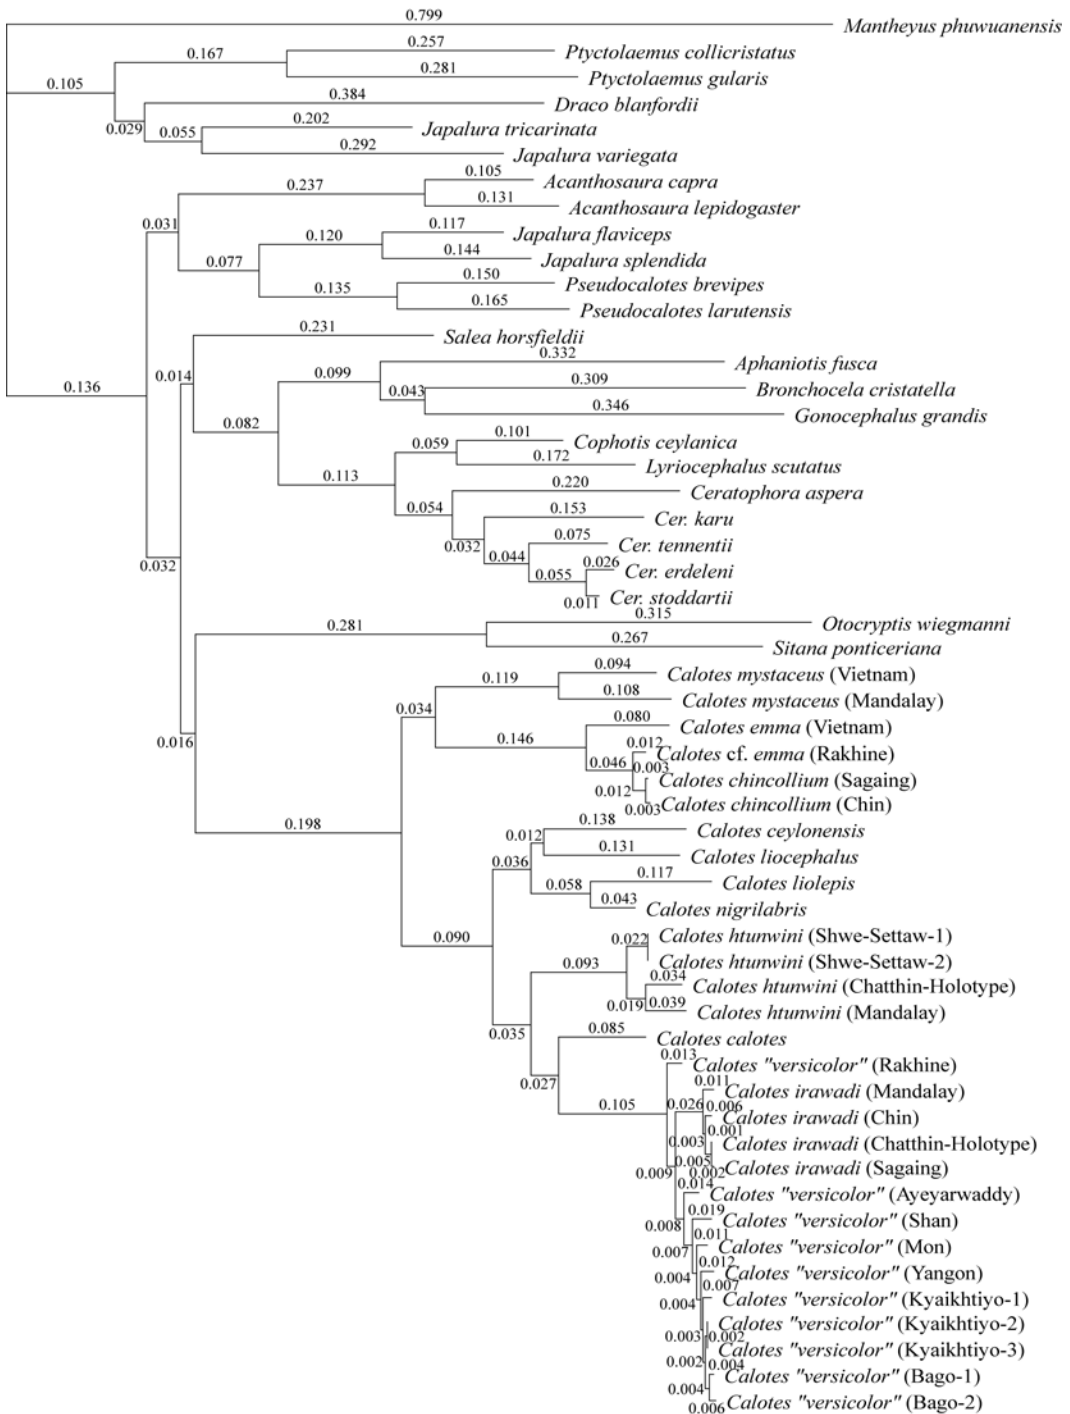 0.799
Mantheyus phuwuanensis
0.257
0.167
Ptyctolaemus collicristatus
0.281
0.105
Ptyctolaemus gularis
0.384
Draco blanfordii
0.029
0.055
0.202
Japalura tricarinata
0.292
Japalura variegata
0.105
0.237
Acanthosaura capra
0.131
Acanthosaura lepidogaster
0.031
0.117
0.120
Japalura flaviceps
0.144
0.077
Japalura splendida
0.150
0.135
Pseudocalotes brevipes
0.165
Pseudocalotes larutensis
0.231
Salea horsfieldii
0.332
Aphaniotis fusca
0.014
0.099
0.136
0.043
0.309
Bronchocela cristatella
0.346
Gonocephalus grandis
0.082
0.101
0.059
Cophotis ceylanica
0.172
0.113
Lyriocephalus scutatus
0.220
Ceratophora aspera
0.054
0.153
Cer. karu
0.032
0.075
Cer. tennentii
0.044
0.026
0.032
0.055
Cer. erdeleni
0.011
Cer. stoddartii
0.315
0.281
Otocryptis wiegmanni
0.267
Sitana ponticeriana
0.094
0.119
Calotes mystaceus (Vietnam)
0.108
Calotes mystaceus (Mandalay)
0.034
0.080
Calotes emma (Vietnam)
0.016
0.146
0.012
Calotes cf. emma (Rakhine)
0.046
0.003
Calotes chincollium (Sagaing)
0.012
0.003
Calotes chincollium (Chin)
0.198
0.138
Calotes ceylonensis
0.012
0.131
Calotes liocephalus
0.036
0.117
0.058
Calotes liolepis
0.043
Calotes nigrilabris
0.090
0.022
Calotes htunwini (Shwe-Settaw-1)
0.093
Calotes htunwini (Shwe-Settaw-2)
0.034
Calotes htunwini (Chatthin-Holotype)
0.019
0.039
Calotes htunwini (Mandalay)
0.035
0.085
Calotes calotes
0.013
Calotes "versicolor" (Rakhine)
0.027
0.011
Calotes irawadi (Mandalay)
0.105
0.026
0.006
Calotes irawadi (Chin)
0.001
0.003
Calotes irawadi (Chatthin-Holotype)
0.005
0.009
0.002
Calotes irawadi (Sagaing)
0.014
Calotes "versicolor" (Ayeyarwaddy)
0.019
0.008
Calotes "versicolor" (Shan)
0.011
0.007
Calotes "versicolor" (Mon)
0.012
0.004
Calotes "versicolor" (Yangon)
0.007
0.004
Calotes "versicolor" (Kyaikhtiyo-1)
Calotes "versicolor" (Kyaikhtiyo-2)
0.003
0.002
Calotes "versicolor" (Kyaikhtiyo-3)
0.002
0.004
Calotes "versicolor" (Bago-1)
0.004
0.006
Calotes "versicolor" (Bago-2)